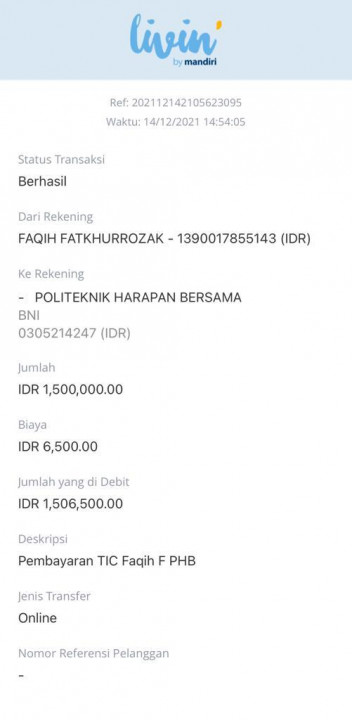 livin'
by mandiri
Ref: 202112142105623095
Waktu: 14/12/2021 14:54:05
Status Transaksi
Berhasil
Dari Rekening
FAQIH FATKHURROZAK - 1390017855143 (IDR)
Ke Rekening
- POLITEKNIK HARAPAN BERSAMA
BNI
0305214247 (IDR)
Jumlah
IDR 1,500,000.00
Biaya
IDR 6,500.00
Jumlah yang di Debit
IDR 1,506,500.00
Deskripsi
Pembayaran TIC Faqih F PHB
Jenis Transfer
Online
Nomor Referensi Pelanggan
-